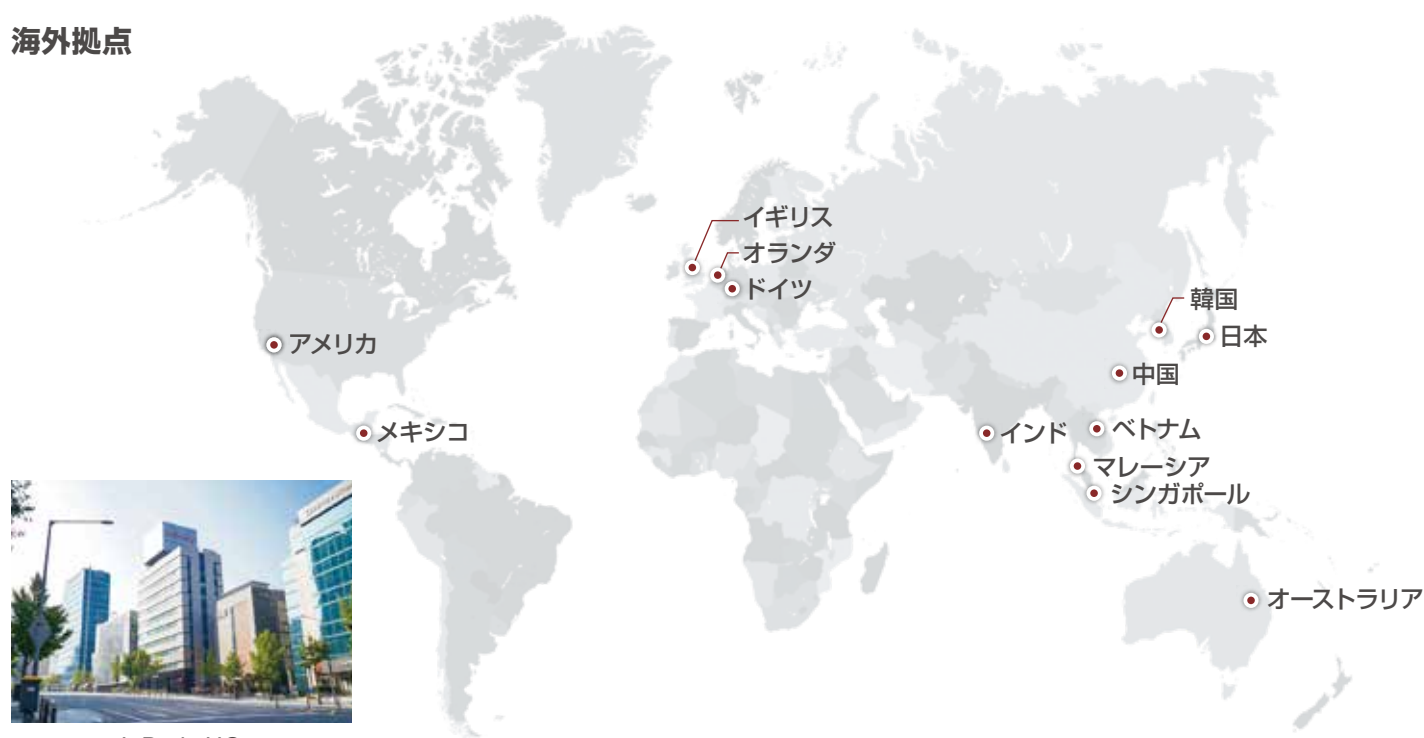 海外拠点
イギリス
オランダ
ドイツ
韓国
日本
アメリカ
中国
メキシコ
インド
ベトナム
マレーシア
シンガポール
オーストラリア